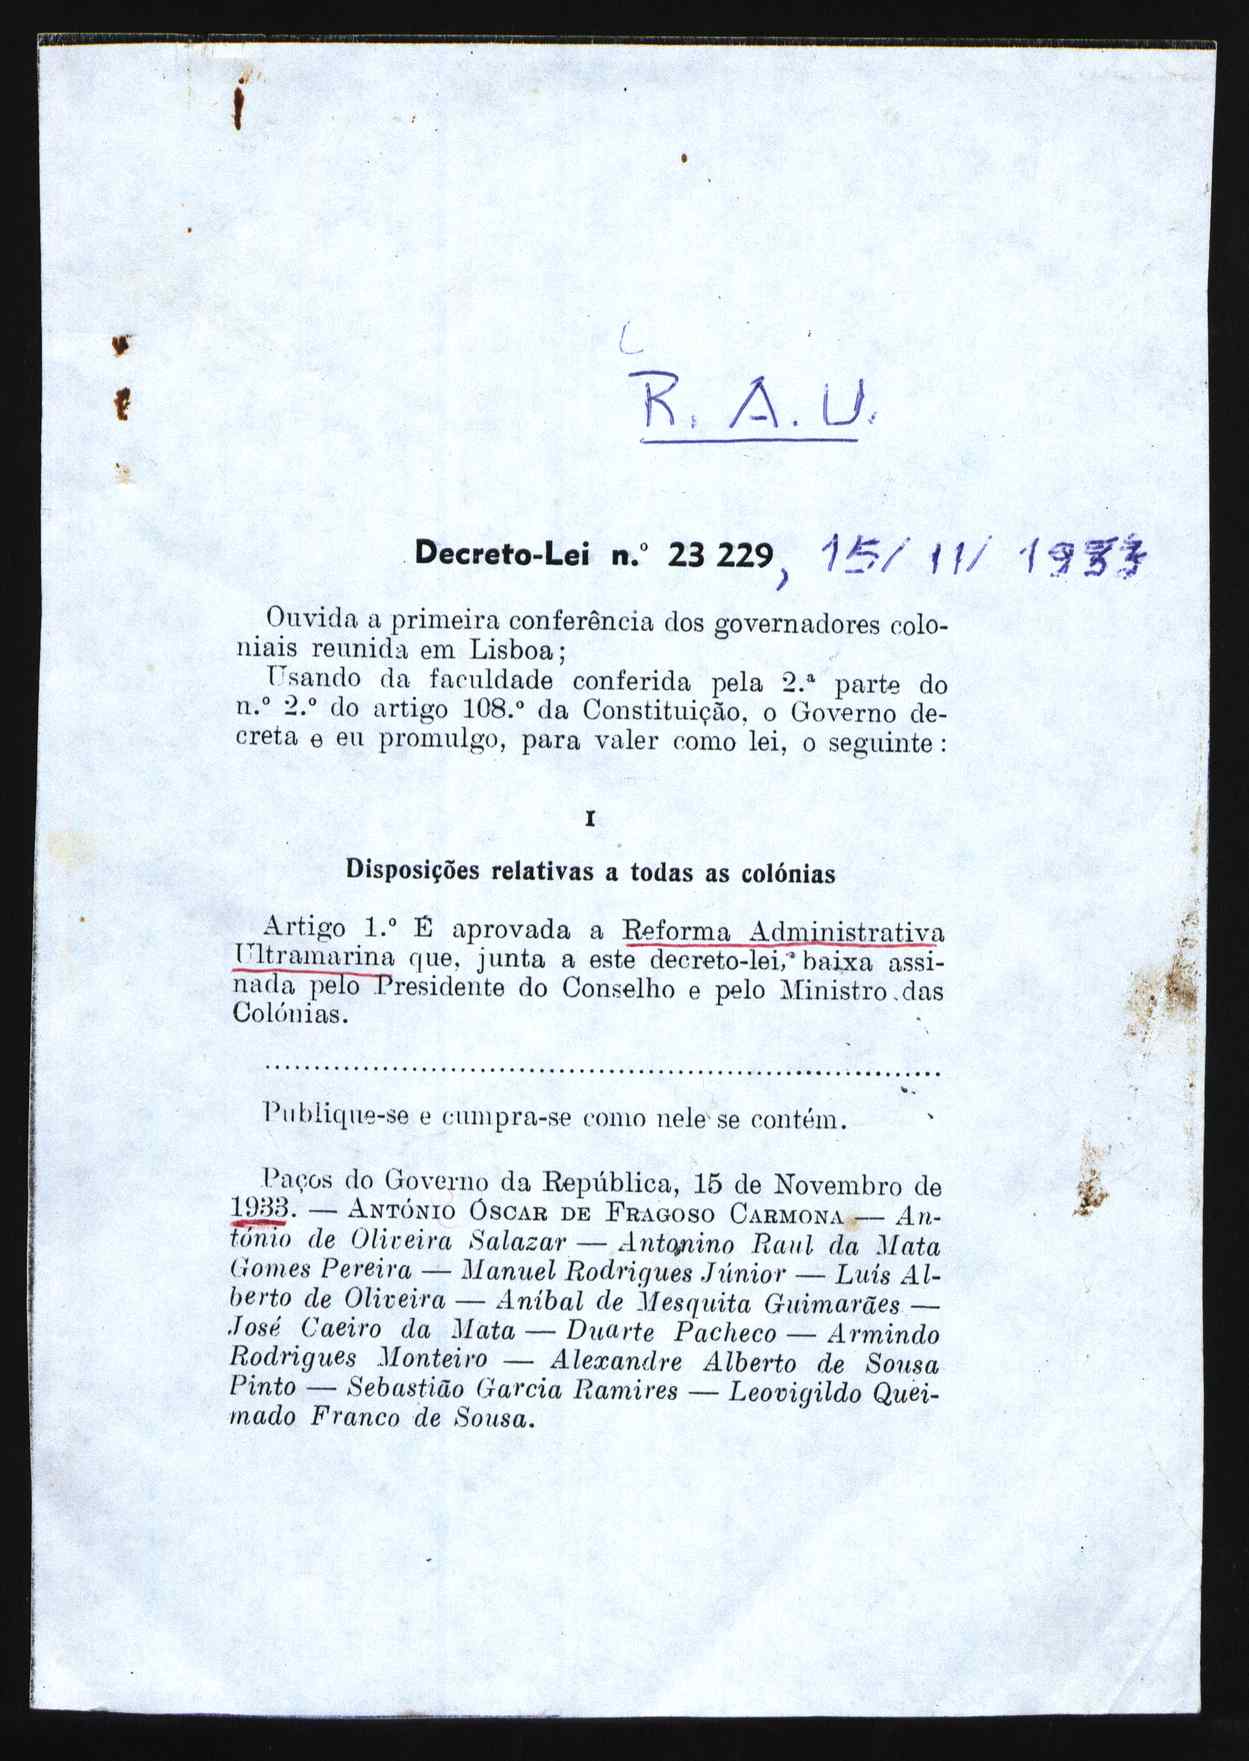 R. A. U.
Decreto-Lei n.º 23 229, 15/11/1933
Ouvida a primeira conferência dos governadores colo-
niais reunida em Lisboa;
Usando da faculdade conferida pela 2.ª parte do
n.º 2.º do artigo 108.º da Constituição, o Governo de-
creta e eu promulgo, para valer como lei, o seguinte:
I
Disposições relativas a todas as colónias
Artigo 1.º É aprovada a Reforma Administrativa
Ultramarina que, junta a este decreto-lei, baixa assi-
nada pelo Presidente do Conselho e pelo Ministro das
Colónias.
....................................................................
Publique-se e cumpra-se como nele se contém.
Paços do Governo da República, 15 de Novembro de
1933. — ANTÓNIO ÓSCAR DE FRAGOSO CARMONA — An-
tónio de Oliveira Salazar — Antonino Raul da Mata
Gomes Pereira — Manuel Rodrigues Júnior — Luís Al-
berto de Oliveira — Aníbal de Mesquita Guimarães —
José Caeiro da Mata — Duarte Pacheco — Armindo
Rodrigues Monteiro — Alexandre Alberto de Sousa
Pinto — Sebastião Garcia Ramires — Leovigildo Quei-
mado Franco de Sousa.